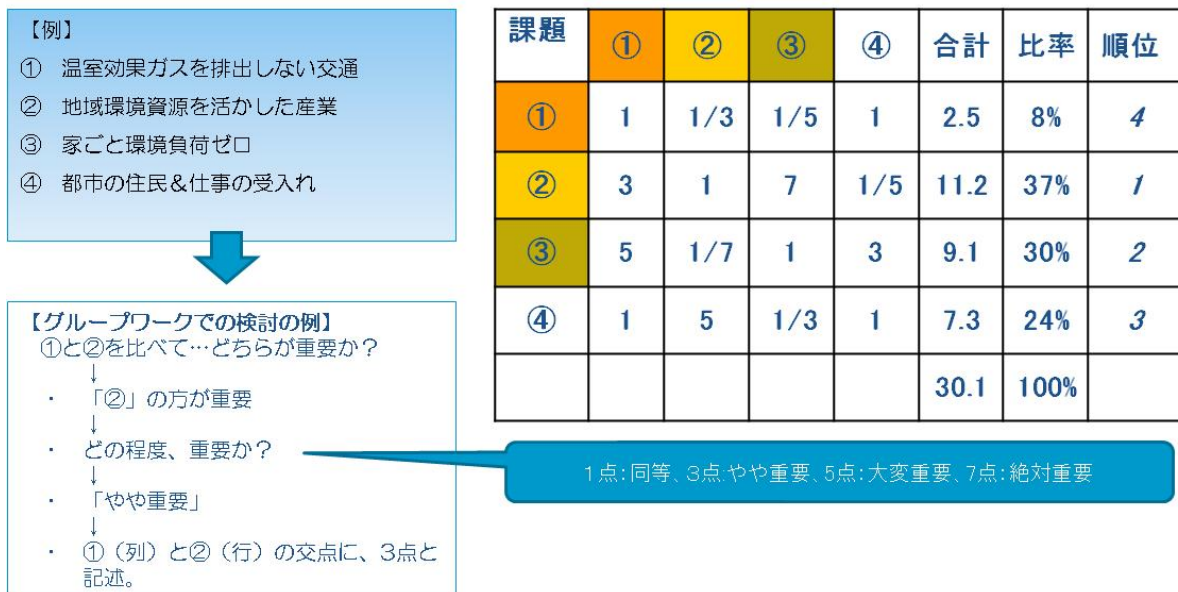 【例】
① 温室効果ガスを排出しない交通
② 地域環境資源を活かした産業
③ 家ごと環境負荷ゼロ
④ 都市の住民&仕事の受入れ
【グループワークでの検討の例】
①と②を比べて…どちらが重要か？
↓
・ 「②」の方が重要
↓
・ どの程度、重要か？
↓
・ 「やや重要」
↓
・ ①（列）と②（行）の交点に、3点と
記述。
課題 ① ② ③ ④ 合計 比率 順位
① 1 1/3 1/5 1 2.5 8% 4
② 3 1 7 1/5 11.2 37% 1
③ 5 1/7 1 3 9.1 30% 2
④ 1 5 1/3 1 7.3 24% 3
30.1 100%
1点:同等、3点:やや重要、5点:大変重要、7点:絶対重要